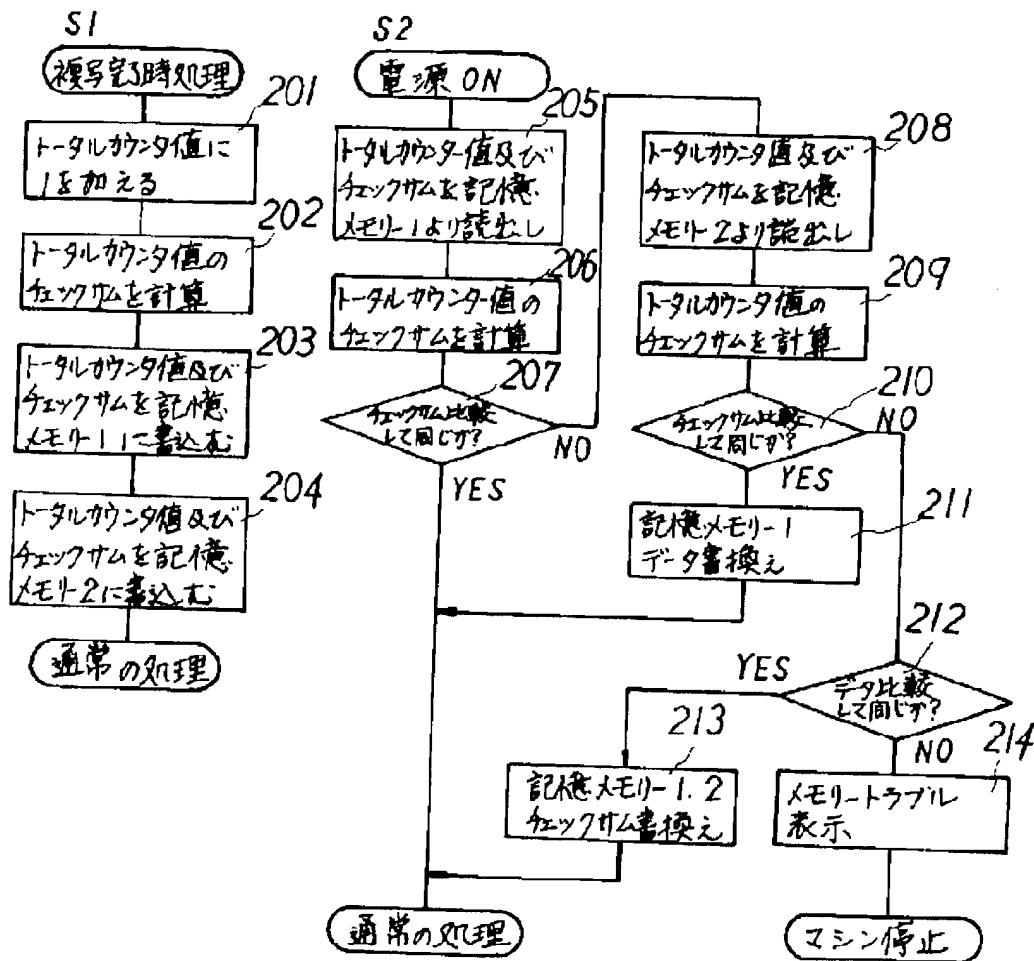 S1
複写完了時処理
201
トータルカウンタ値に
1を加える
202
トータルカウンタ値の
チェックサムを計算
203
トータルカウンタ値及び
チェックサムを記憶
メモリー1に書込む
204
トータルカウンタ値及び
チェックサムを記憶
メモリー2に書込む
通常の処理
S2
電源ON
205
トータルカウンター値及び
チェックサムを記憶
メモリー1より読出し
206
トータルカウンター値の
チェックサムを計算
207
チェックサム比較
して同じか?
NO
YES
208
トータルカウンタ値及び
チェックサムを記憶
メモリー2より読出し
209
トータルカウンタ値の
チェックサムを計算
210
チェックサム比較
して同じか?
NO
YES
211
記憶メモリー1
データ書換え
212
データ比較
して同じか?
YES
NO
213
記憶メモリー1.2
チェックサム書換え
214
メモリートラブル
表示
通常の処理
マシン停止